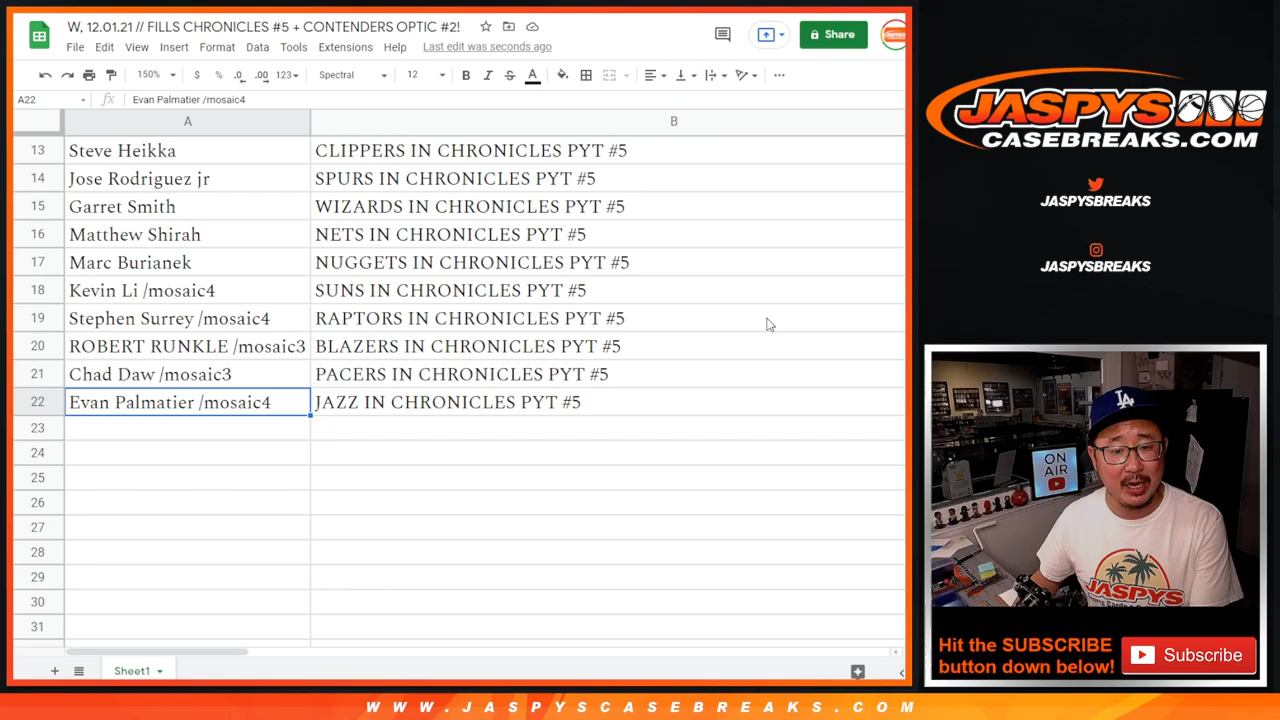 W, 12.01.21 // FILLS CHRONICLES #5 + CONTENDERS OPTIC #2!
File Edit View Insert Format Data Tools Extensions Help Last edit was seconds ago
Share
150% $ % .0 .00 123 Spectral 12 B I S A
A22 fx Evan Palmatier /mosaic4
A B
13 Steve Heikka CLIPPERS IN CHRONICLES PYT #5
14 Jose Rodriguez jr SPURS IN CHRONICLES PYT #5
15 Garret Smith WIZARDS IN CHRONICLES PYT #5
16 Matthew Shirah NETS IN CHRONICLES PYT #5
17 Marc Burianek NUGGETS IN CHRONICLES PYT #5
18 Kevin Li /mosaic4 SUNS IN CHRONICLES PYT #5
19 Stephen Surrey /mosaic4 RAPTORS IN CHRONICLES PYT #5
20 ROBERT RUNKLE /mosaic3 BLAZERS IN CHRONICLES PYT #5
21 Chad Daw /mosaic3 PACERS IN CHRONICLES PYT #5
22 Evan Palmatier /mosaic4 JAZZ IN CHRONICLES PYT #5
23
24
25
26
27
28
29
30
31
Sheet1
JASPYS
CASEBREAKS.COM
JASPYSBREAKS
JASPYSBREAKS
ON
AIR
LA
JASPYS
Hit the SUBSCRIBE
button down below!
Subscribe
WWW.JASPYSCASEBREAKS.COM